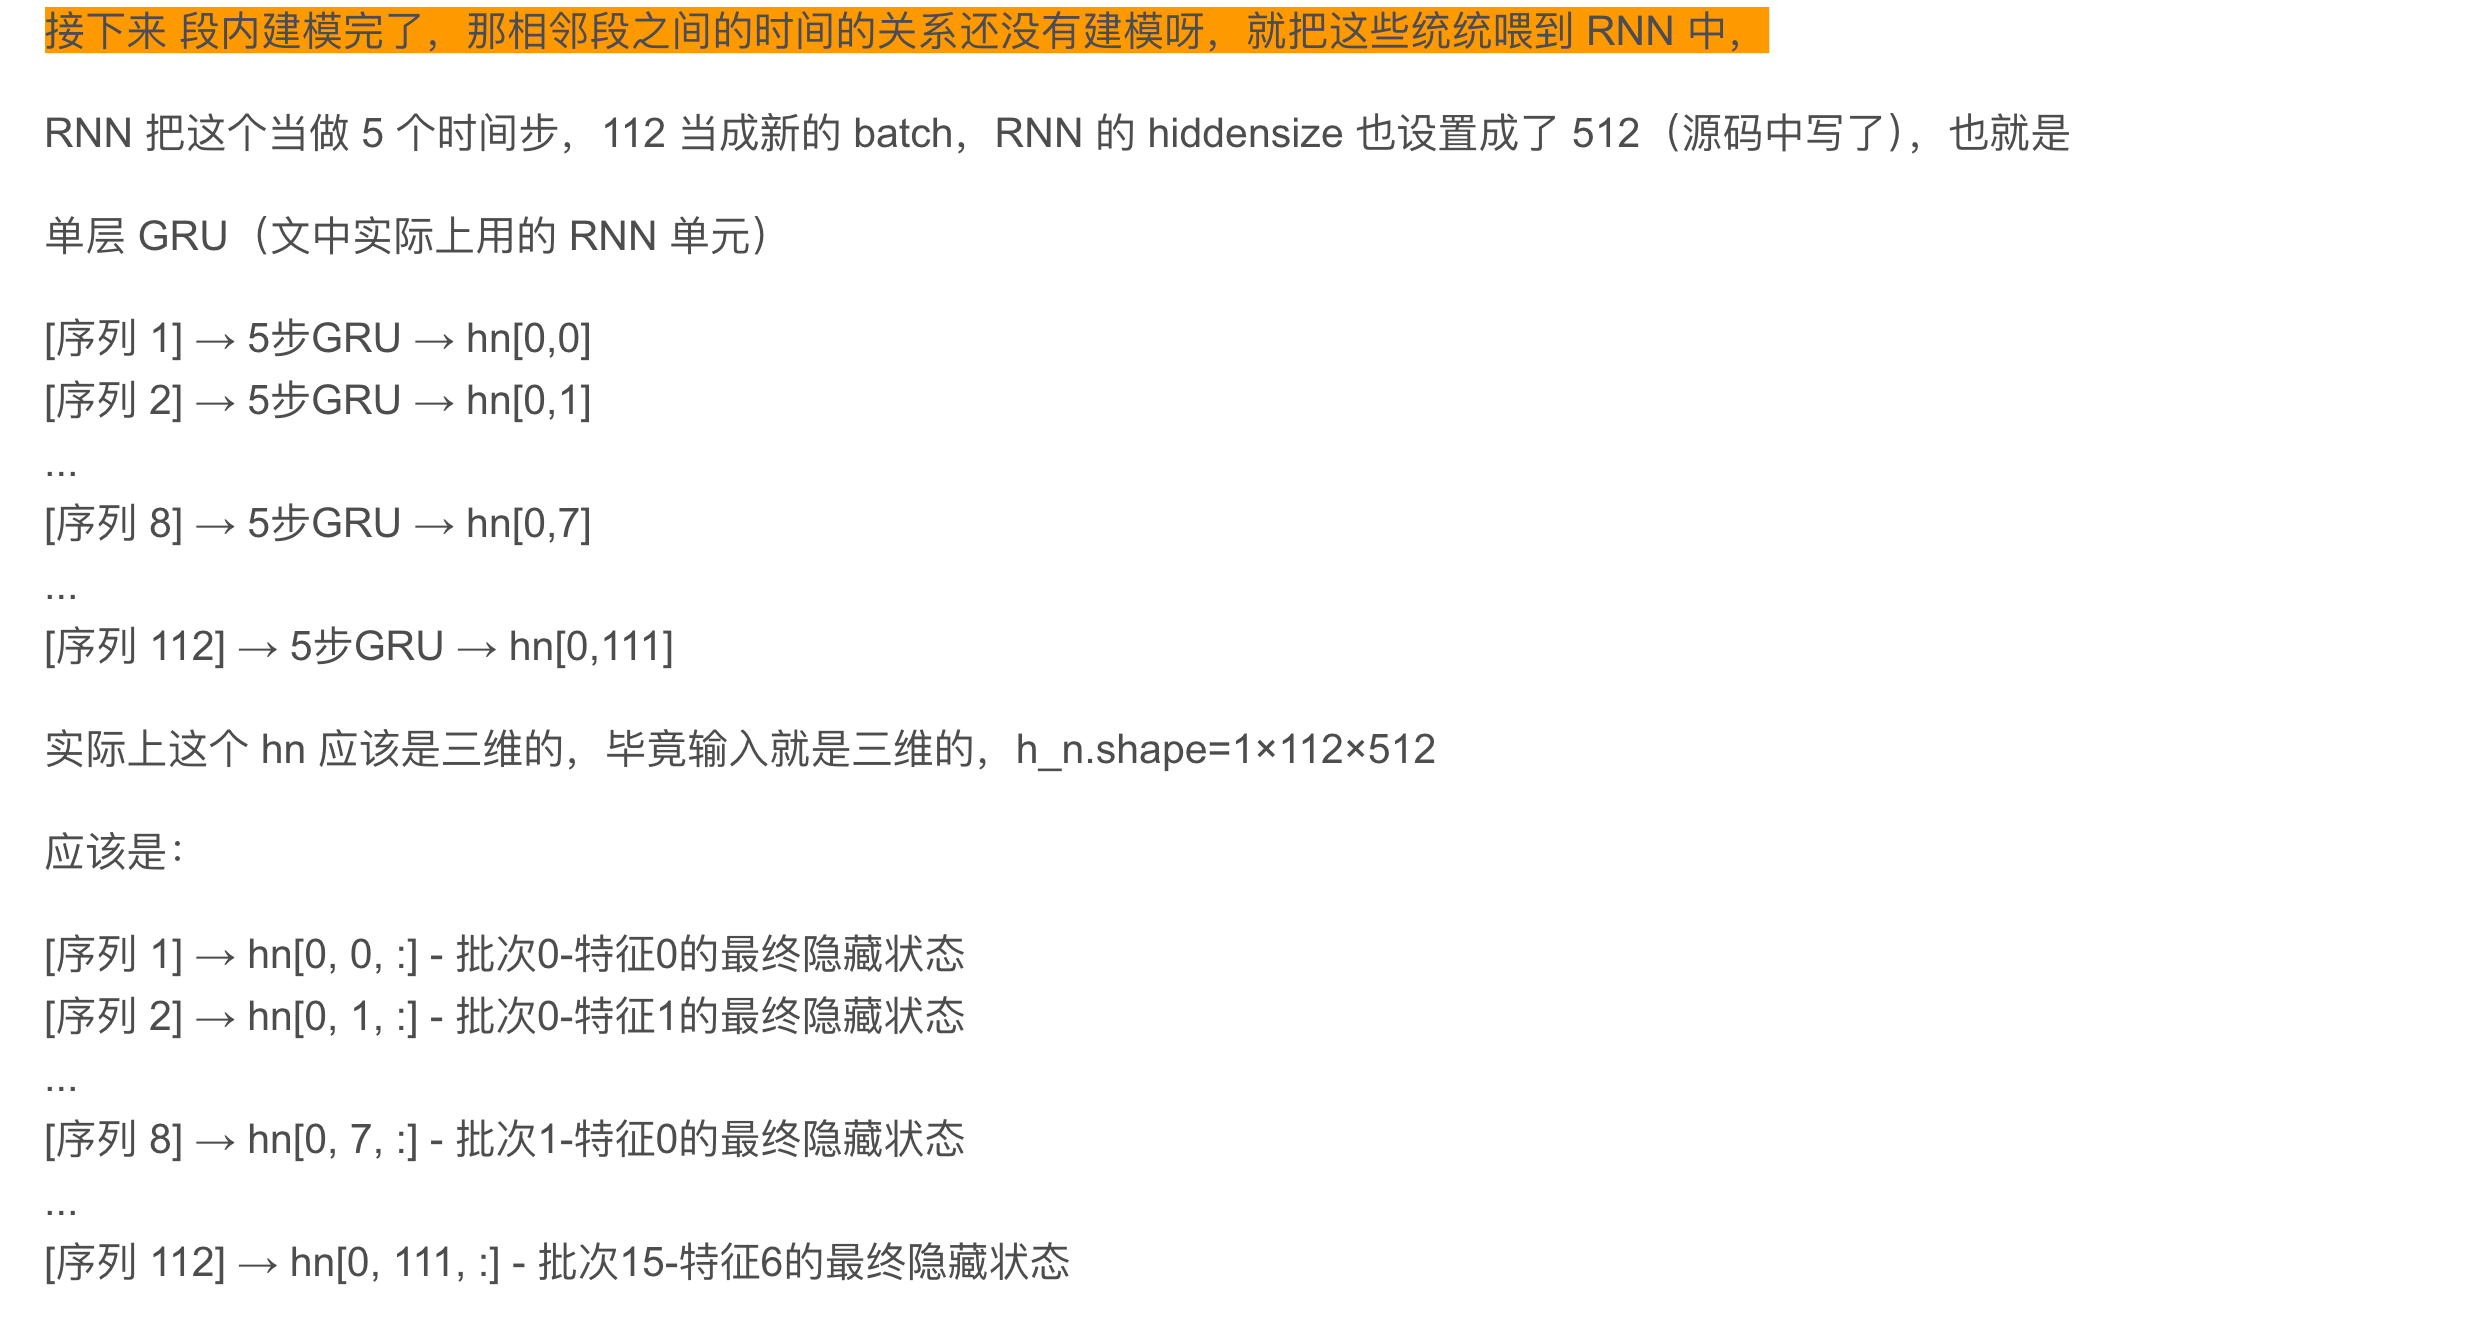 接下来 段内建模完了，那相邻段之间的时间的关系还没有建模呀，就把这些统统喂到 RNN 中，
RNN 把这个当做 5 个时间步，112 当成新的 batch，RNN 的 hiddensize 也设置成了 512（源码中写了），也就是
单层 GRU（文中实际上用的 RNN 单元）
[序列 1] → 5步GRU → hn[0,0]
[序列 2] → 5步GRU → hn[0,1]
...
[序列 8] → 5步GRU → hn[0,7]
...
[序列 112] → 5步GRU → hn[0,111]
实际上这个 hn 应该是三维的，毕竟输入就是三维的，h_n.shape=1×112×512
应该是：
[序列 1] → hn[0, 0, :] - 批次0-特征0的最终隐藏状态
[序列 2] → hn[0, 1, :] - 批次0-特征1的最终隐藏状态
...
[序列 8] → hn[0, 7, :] - 批次1-特征0的最终隐藏状态
...
[序列 112] → hn[0, 111, :] - 批次15-特征6的最终隐藏状态